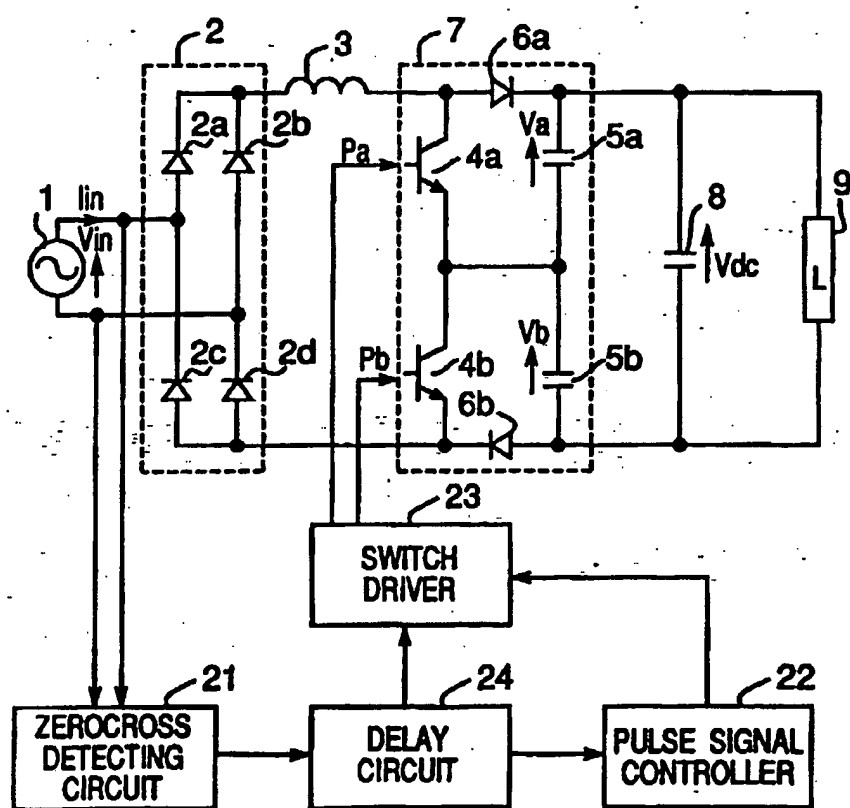 2
3
7
6a
2a
2b
Pa
4a
Va
5a
1
Iin
Vin
8
Vdc
9
L
2c
2d
Pb
4b
Vb
5b
6b
23
SWITCH
DRIVER
21
ZEROCROSS
DETECTING
CIRCUIT
24
DELAY
CIRCUIT
22
PULSE SIGNAL
CONTROLLER